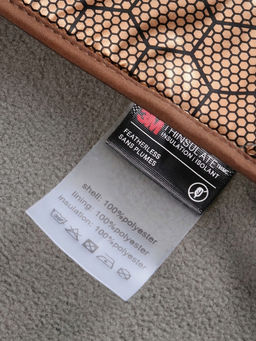 3M THINSULATE™
INSULATION | ISOLANT
FEATHERLESS
SANS PLUMES
shell: 100%polyester
lining: 100%polyester
insulation: 100%polyester